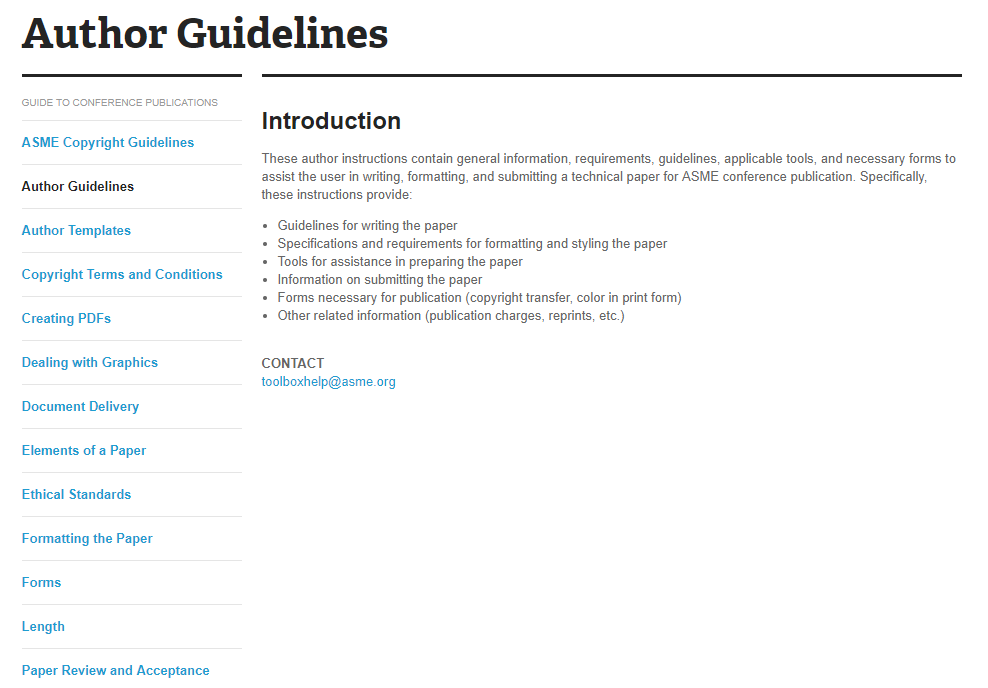 Author Guidelines
GUIDE TO CONFERENCE PUBLICATIONS
ASME Copyright Guidelines
Author Guidelines
Author Templates
Copyright Terms and Conditions
Creating PDFs
Dealing with Graphics
Document Delivery
Elements of a Paper
Ethical Standards
Formatting the Paper
Forms
Length
Paper Review and Acceptance
Introduction
These author instructions contain general information, requirements, guidelines, applicable tools, and necessary forms to
assist the user in writing, formatting, and submitting a technical paper for ASME conference publication. Specifically,
these instructions provide:
• Guidelines for writing the paper
• Specifications and requirements for formatting and styling the paper
• Tools for assistance in preparing the paper
• Information on submitting the paper
• Forms necessary for publication (copyright transfer, color in print form)
• Other related information (publication charges, reprints, etc.)
CONTACT
toolboxhelp@asme.org